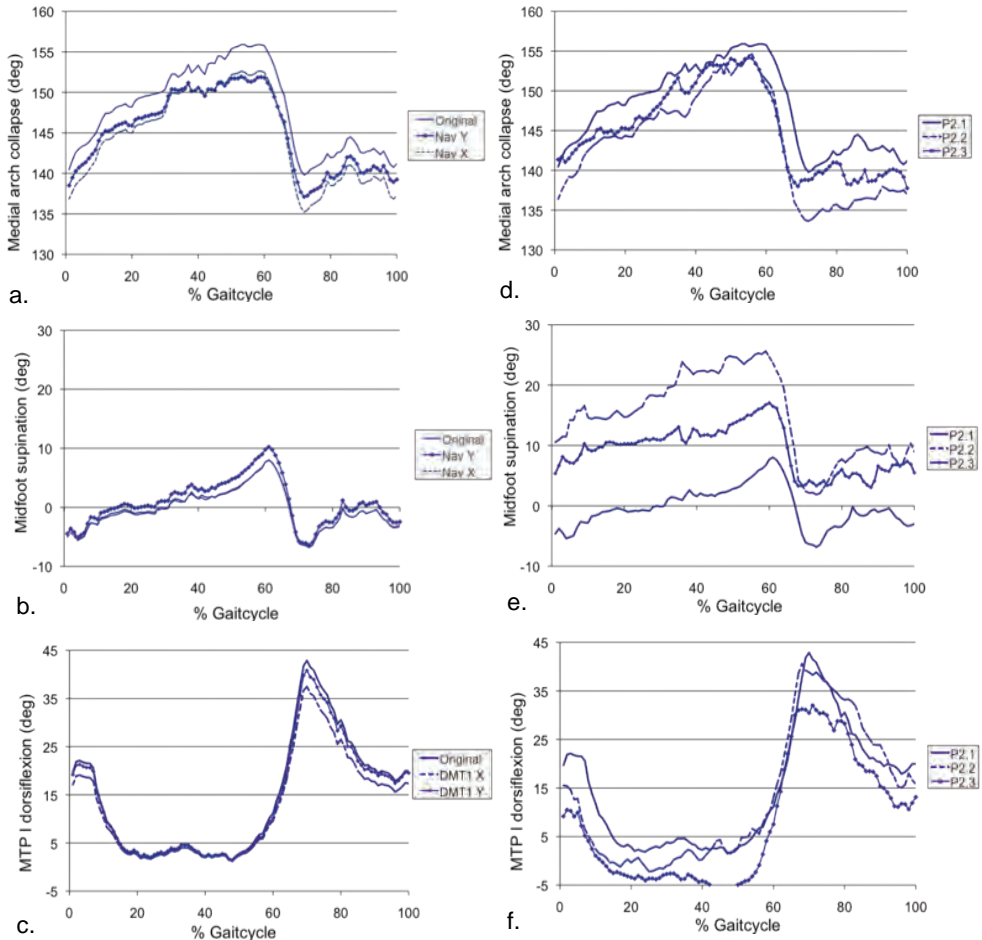 160
155
150
145
140
135
130
Medial arch collapse (deg)
0
20
40
60
80
100
% Gaitcycle
Original
Nav Y
Nav X
a.
160
155
150
145
140
135
130
Medial arch collapse (deg)
0
20
40
60
80
100
% Gaitcycle
P2.1
P2.2
P2.3
d.
30
20
10
0
-10
Midfoot supination (deg)
0
20
40
60
80
100
% Gaitcycle
Original
Nav Y
Nav X
b.
30
20
10
0
-10
Midfoot supination (deg)
0
20
40
60
80
100
% Gaitcycle
P2.1
P2.2
P2.3
e.
45
35
25
15
5
-5
MTP I dorsiflexion (deg)
0
20
40
60
80
100
% Gaitcycle
Original
DMT1 X
DMT1 Y
c.
45
35
25
15
5
-5
MTP I dorsiflexion (deg)
0
20
40
60
80
100
% Gaitcycle
P2.1
P2.2
P2.3
f.